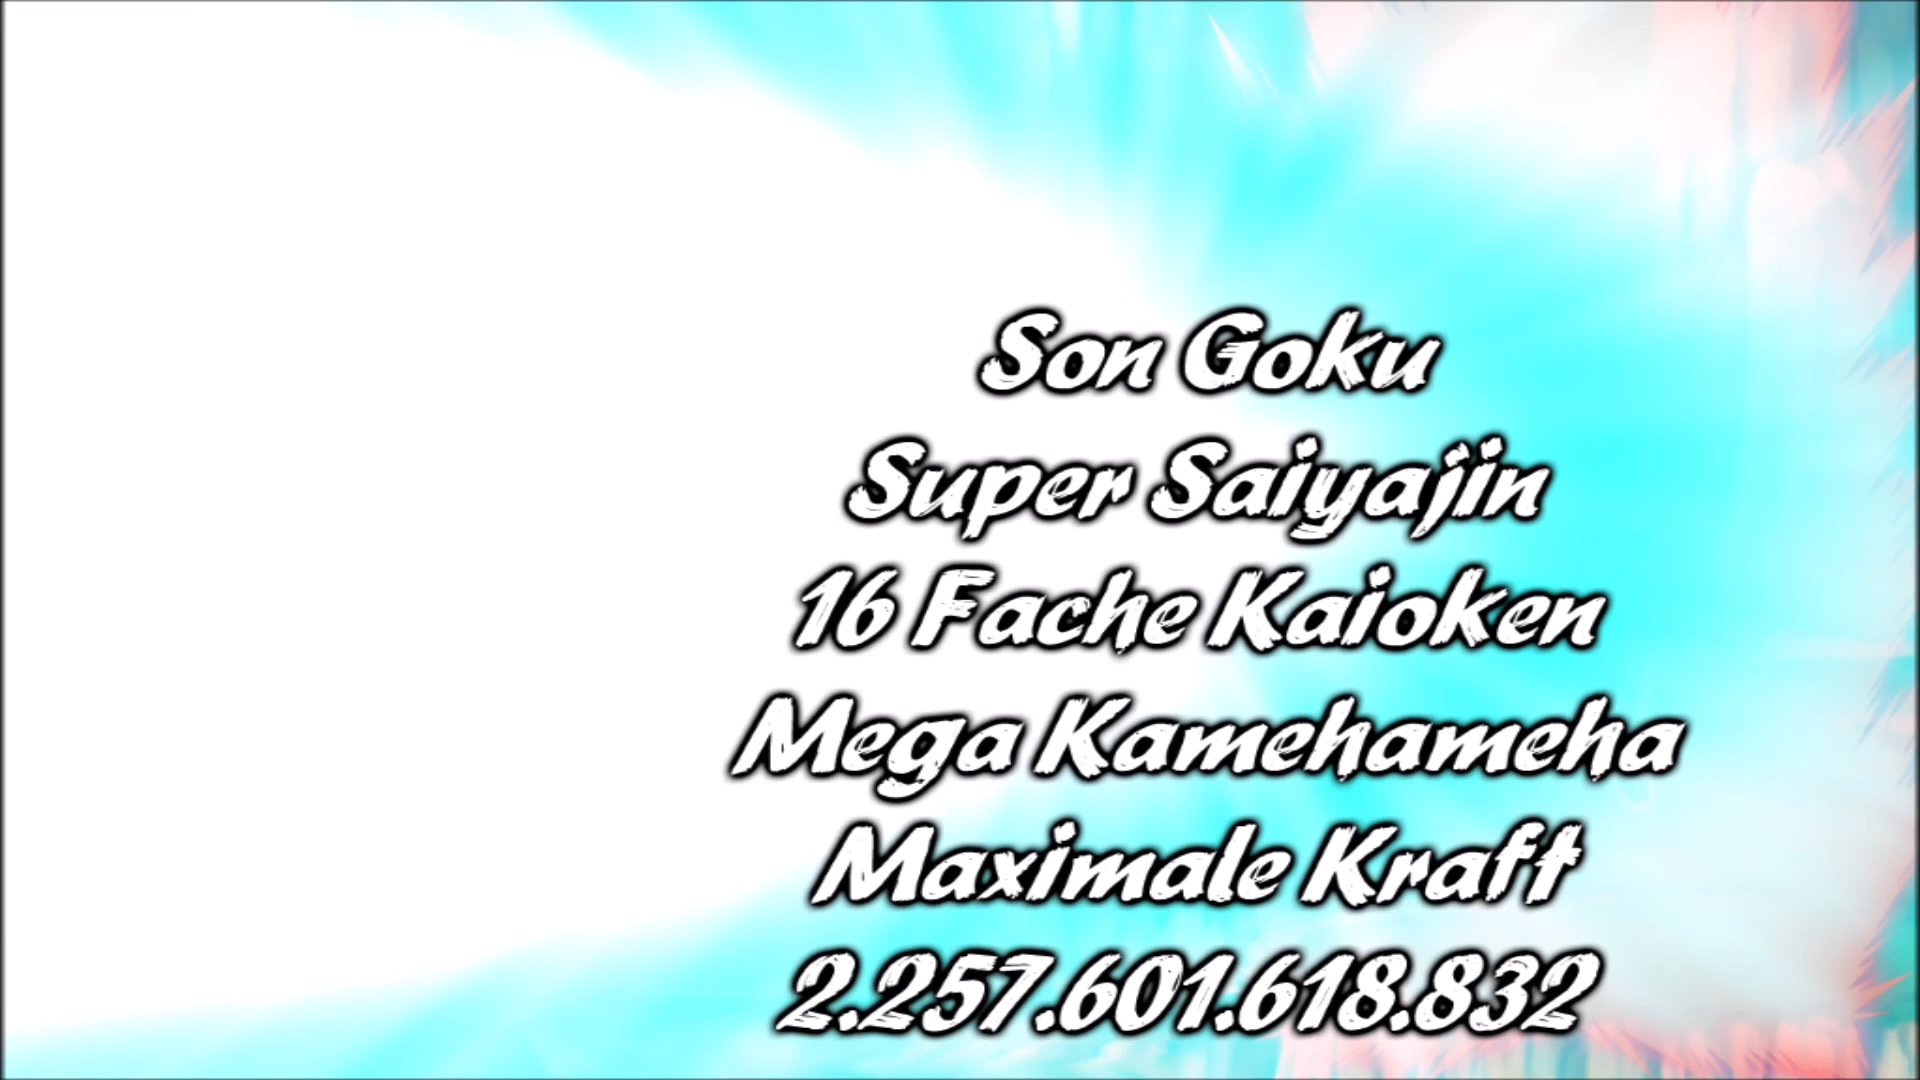 Son Goku
Super Saiyajin
16 Fache Kaioken
Mega Kamehameha
Maximale Kraft
2.257.601.618.832